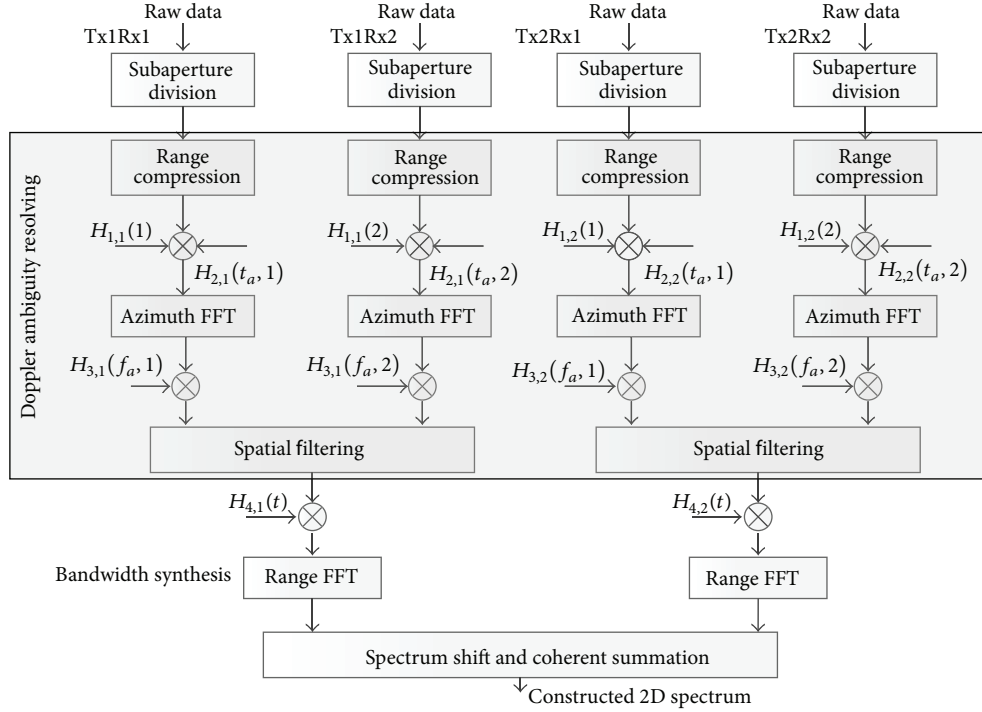 Raw data Raw data Raw data Raw data
Tx1Rx1 Tx1Rx2 Tx2Rx1 Tx2Rx2
Subaperture division Subaperture division Subaperture division Subaperture division
Doppler ambiguity resolving
Range compression Range compression Range compression Range compression
H1,1(1) H1,1(2) H1,2(1) H1,2(2)
H2,1(ta, 1) H2,1(ta, 2) H2,2(ta, 1) H2,2(ta, 2)
Azimuth FFT Azimuth FFT Azimuth FFT Azimuth FFT
H3,1(fa, 1) H3,1(fa, 2) H3,2(fa, 1) H3,2(fa, 2)
Spatial filtering Spatial filtering
H4,1(t) H4,2(t)
Bandwidth synthesis Range FFT Range FFT
Spectrum shift and coherent summation
Constructed 2D spectrum